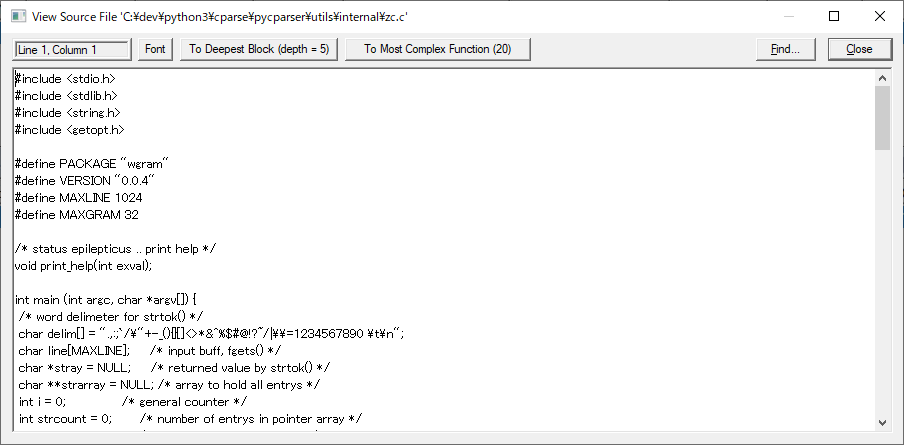 View Source File 'C:¥dev¥python3¥cparse¥pycparser¥utils¥internal¥zc.c'
Line 1, Column 1 Font To Deepest Block (depth = 5) To Most Complex Function (20) Find... Close
#include <stdio.h>
#include <stdlib.h>
#include <string.h>
#include <getopt.h>

#define PACKAGE "wgram"
#define VERSION "0.0.4"
#define MAXLINE 1024
#define MAXGRAM 32

/* status epilepticus .. print help */
void print_help(int exval);

int main (int argc, char *argv[]) {
 /* word delimeter for strtok() */
 char delim[] = ".,:;`/¥"+-_(){}[]<>*&^%$#@!?~/|¥¥=1234567890 ¥t¥n";
 char line[MAXLINE]; /* input buff, fgets() */
 char *stray = NULL; /* returned value by strtok() */
 char **strarray = NULL; /* array to hold all entrys */
 int i = 0; /* general counter */
 int strcount = 0; /* number of entrys in pointer array */